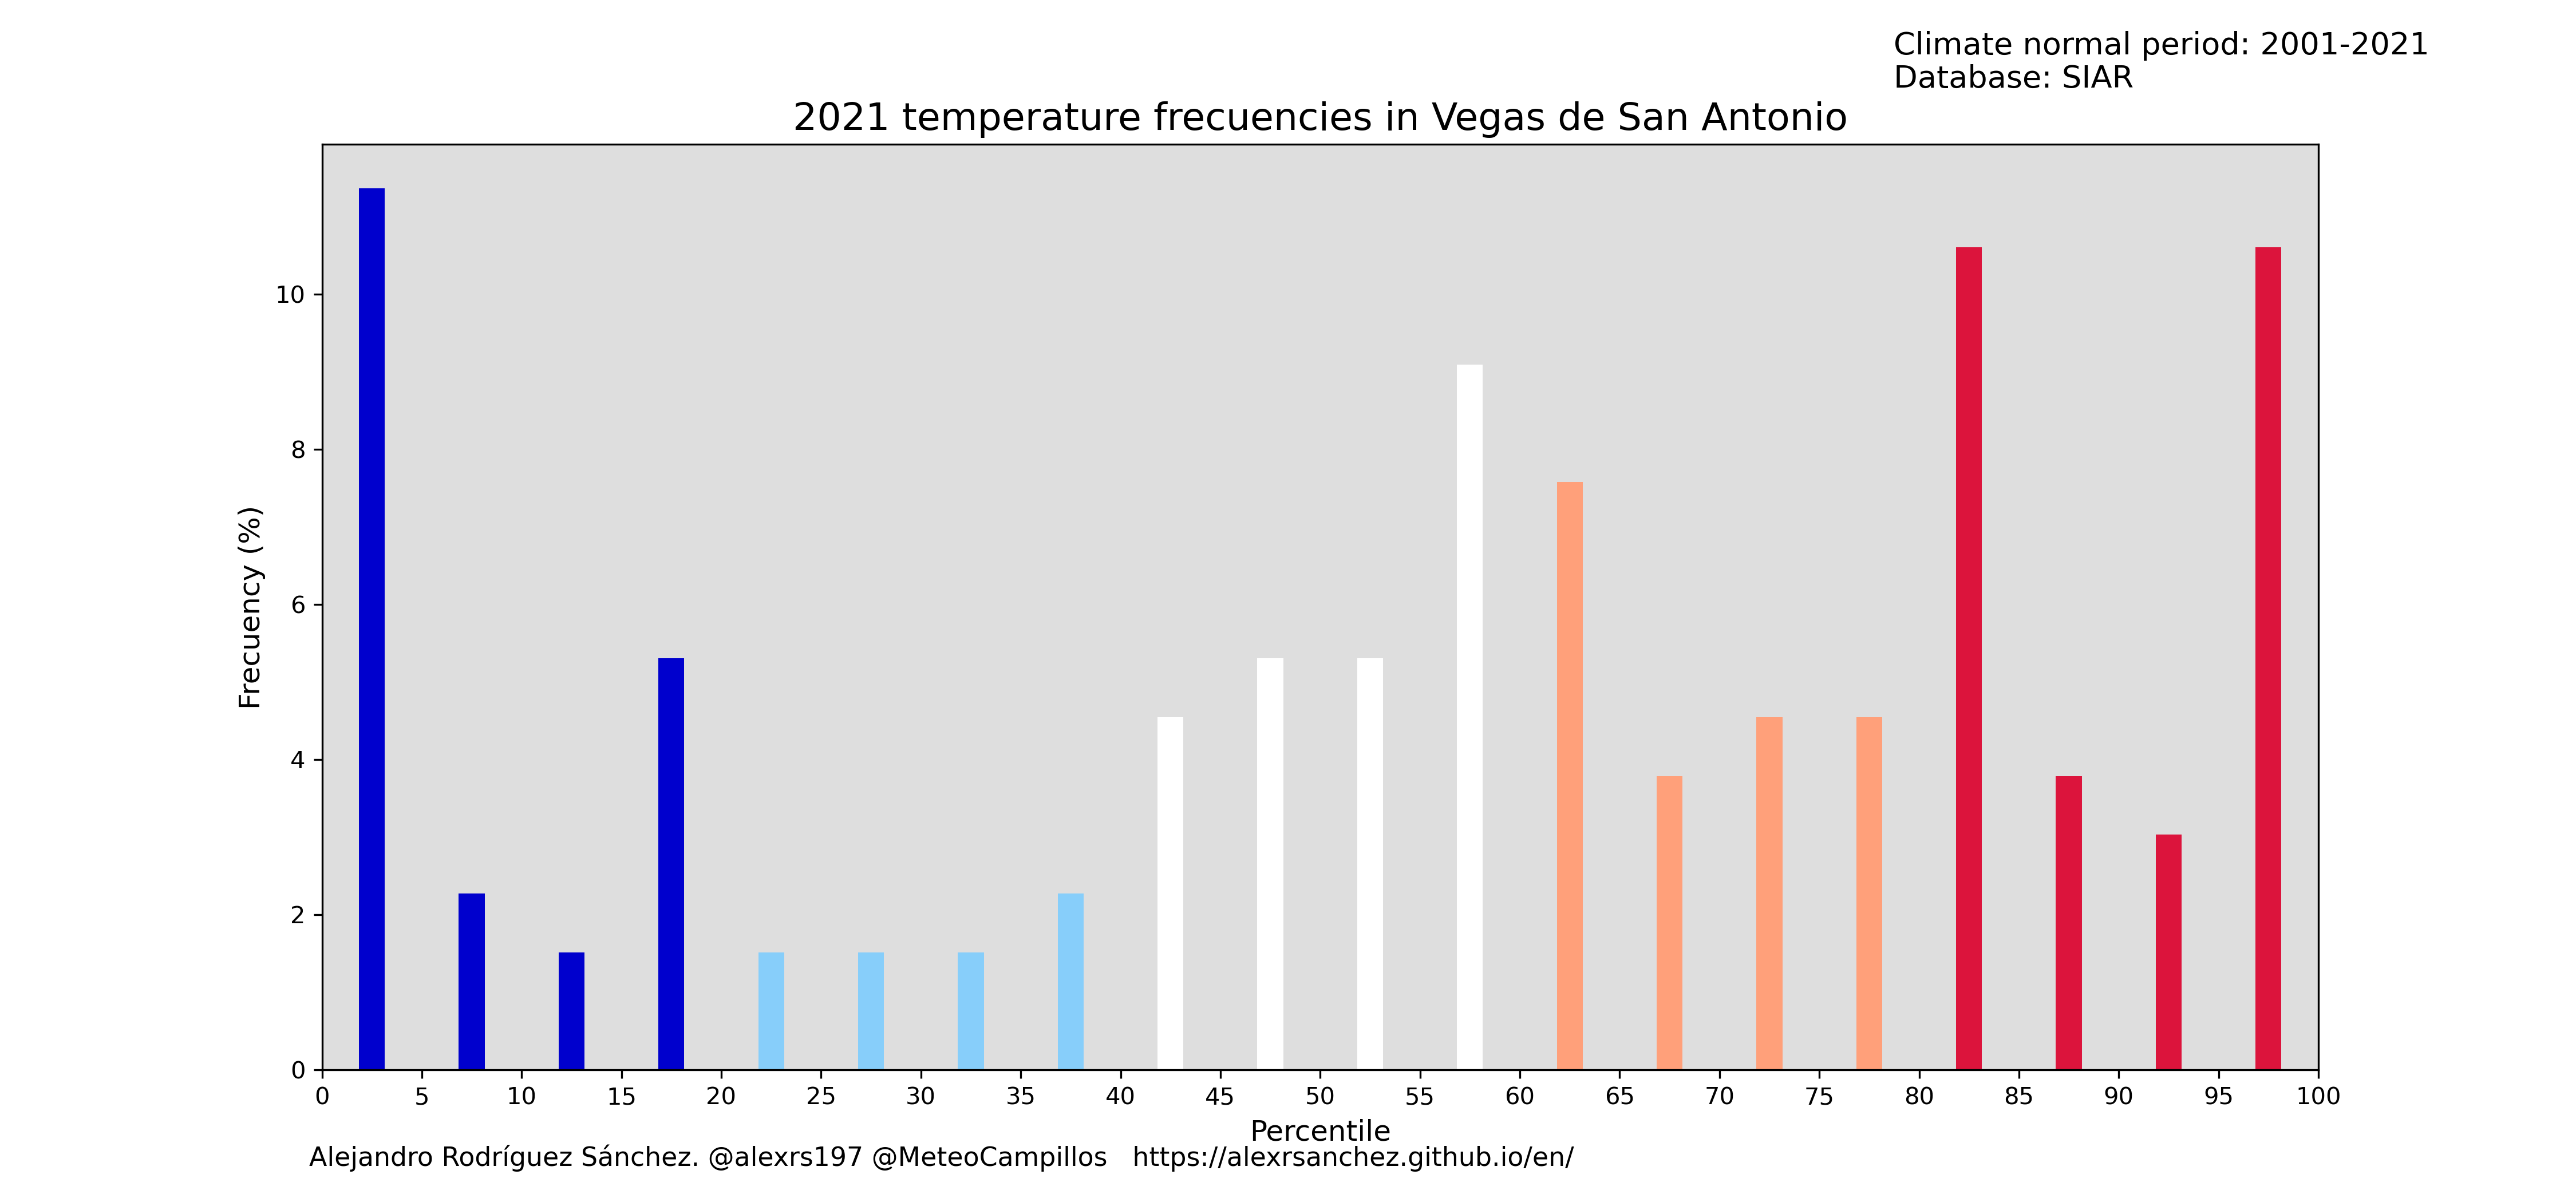 Climate normal period: 2001-2021
Database: SIAR
2021 temperature frecuencies in Vegas de San Antonio
Frecuency (%)
10
8
6
4
2
0
0 5 10 15 20 25 30 35 40 45 50 55 60 65 70 75 80 85 90 95 100
Percentile
Alejandro Rodríguez Sánchez. @alexrs197 @MeteoCampillos https://alexrsanchez.github.io/en/